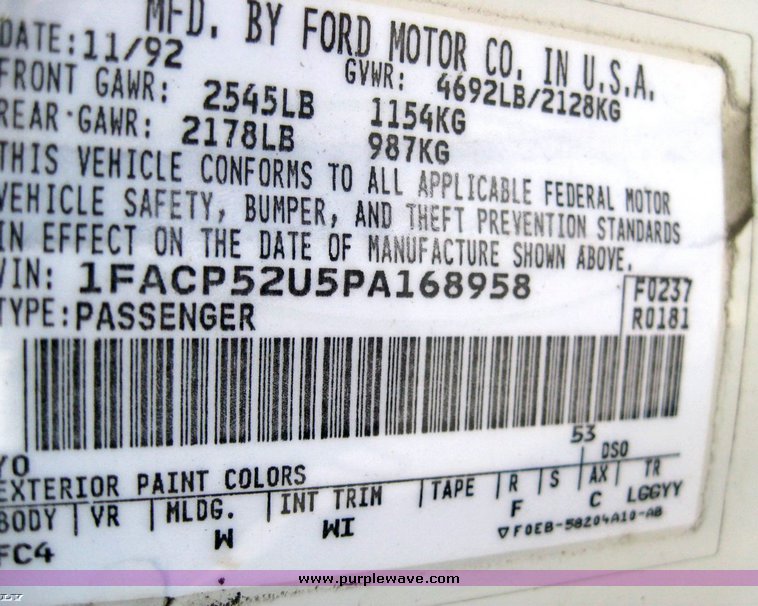 MFD. BY FORD MOTOR CO. IN U.S.A.
DATE: 11/92 GVWR: 4692LB/2128KG
FRONT GAWR: 2545LB 1154KG
REAR GAWR: 2178LB 987KG
THIS VEHICLE CONFORMS TO ALL APPLICABLE FEDERAL MOTOR
VEHICLE SAFETY, BUMPER, AND THEFT PREVENTION STANDARDS
IN EFFECT ON THE DATE OF MANUFACTURE SHOWN ABOVE.
VIN: 1FACP52U5PA168958 F0237
TYPE: PASSENGER R0181
YO 53
EXTERIOR PAINT COLORS DSO
BODY VR MLDG. INT TRIM TAPE R S AX TR
FC4 W WI F C LGGYY
F0EB-58204A10-AB
www.purplewave.com